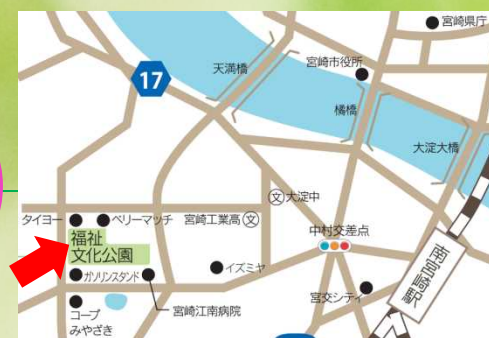 宮崎県庁
天満橋
宮崎市役所
17
橘橋
大淀大橋
大淀中
タイヨー
ベリーマッチ
宮崎工業高
文
文
中村交差点
福祉
文化公園
イズミヤ
南宮崎駅
ガソリンスタンド
宮交シティ
宮崎江南病院
コープ
みやざき